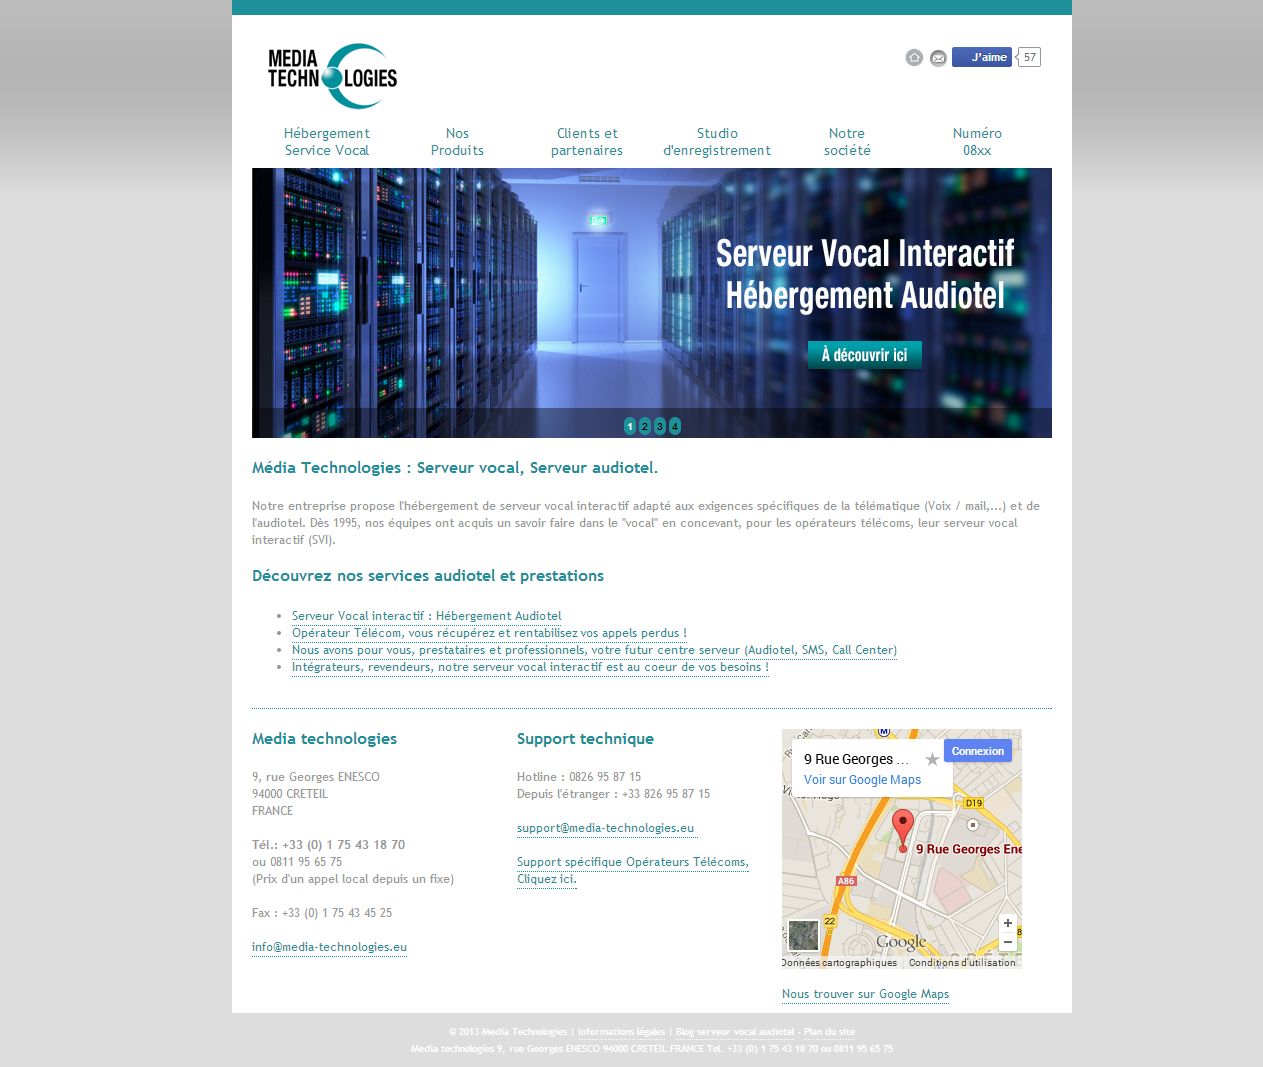 MEDIA
TECHNOLOGIES
J'aime
57
Hébergement
Service Vocal
Nos
Produits
Clients et
partenaires
Studio
d'enregistrement
Notre
société
Numéro
08xx
Serveur Vocal Interactif
Hébergement Audiotel
À découvrir ici
1 2 3 4
Média Technologies : Serveur vocal, Serveur audiotel.
Notre entreprise propose l'hébergement de serveur vocal interactif adapté aux exigences spécifiques de la télématique (Voix / mail,...) et de
l'audiotel. Dès 1995, nos équipes ont acquis un savoir faire dans le "vocal" en concevant, pour les opérateurs télécoms, leur serveur vocal
interactif (SVI).
Découvrez nos services audiotel et prestations
Serveur Vocal interactif : Hébergement Audiotel
Opérateur Télécom, vous récupérez et rentabilisez vos appels perdus !
Nous avons pour vous, prestataires et professionnels, votre futur centre serveur (Audiotel, SMS, Call Center)
Intégrateurs, revendeurs, notre serveur vocal interactif est au coeur de vos besoins !
Media technologies
9, rue Georges ENESCO
94000 CRETEIL
FRANCE
Tél.: +33 (0) 1 75 43 18 70
ou 0811 95 65 75
(Prix d'un appel local depuis un fixe)
Fax : +33 (0) 1 75 43 45 25
info@media-technologies.eu
Support technique
Hotline : 0826 95 87 15
Depuis l'étranger : +33 826 95 87 15
support@media-technologies.eu
Support spécifique Opérateurs Télécoms,
Cliquez ici.
M
9 Rue Georges ...
Connexion
Voir sur Google Maps
D19
9 Rue Georges Ene
A86
22
+
-
Google
Données cartographiques
Conditions d'utilisation
Nous trouver sur Google Maps
© 2013 Media Technologies | Informations légales | Blog serveur vocal audiotel - Plan du site
Media technologies 9, rue Georges ENESCO 94000 CRETEIL FRANCE Tel. +33 (0) 1 75 43 18 70 ou 0811 95 65 75